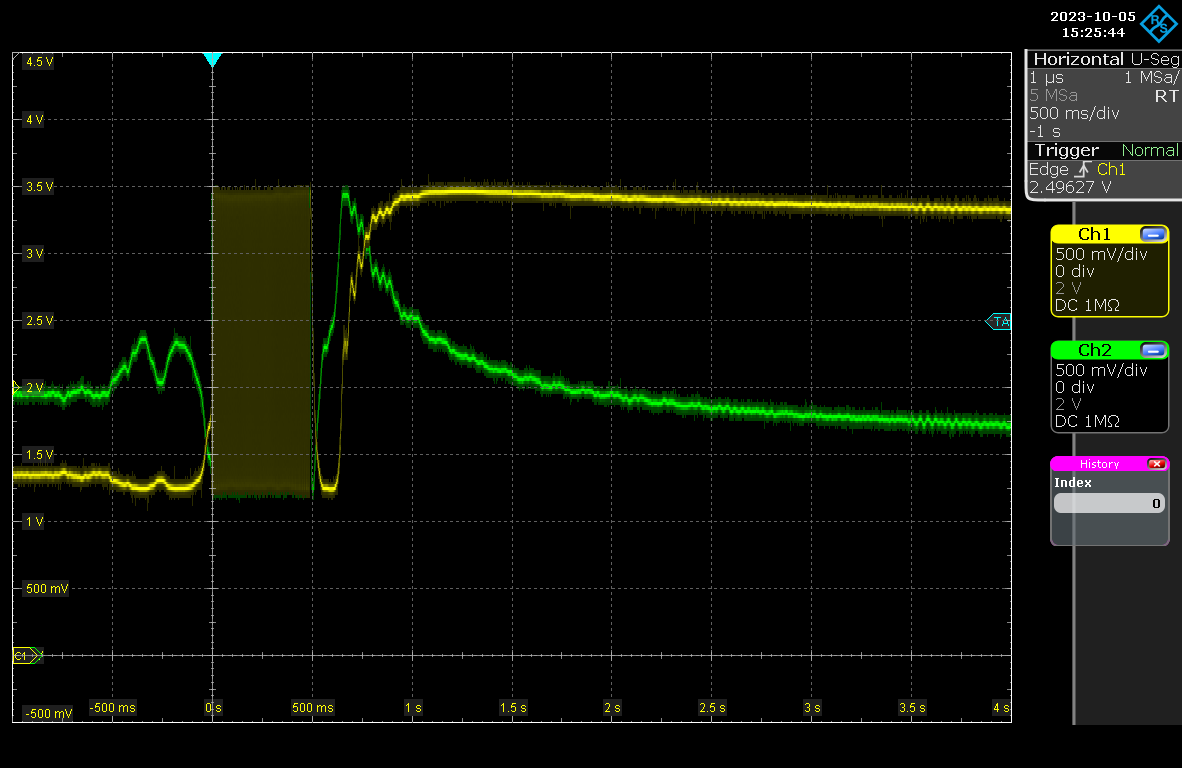 2023-10-05
15:25:44
R&S
Horizontal U-Seg
1 µs 1 MSa/
5 MSa RT
500 ms/div
-1 s
Trigger Normal
Edge Ch1
2.49627 V
Ch1
500 mV/div
0 div
2 V
DC 1MΩ
Ch2
500 mV/div
0 div
2 V
DC 1MΩ
History
Index
0
4.5 V
4 V
3.5 V
3 V
2.5 V
TA
2 V
1.5 V
1 V
500 mV
C1
-500 mV
-500 ms
0 s
500 ms
1 s
1.5 s
2 s
2.5 s
3 s
3.5 s
4 s